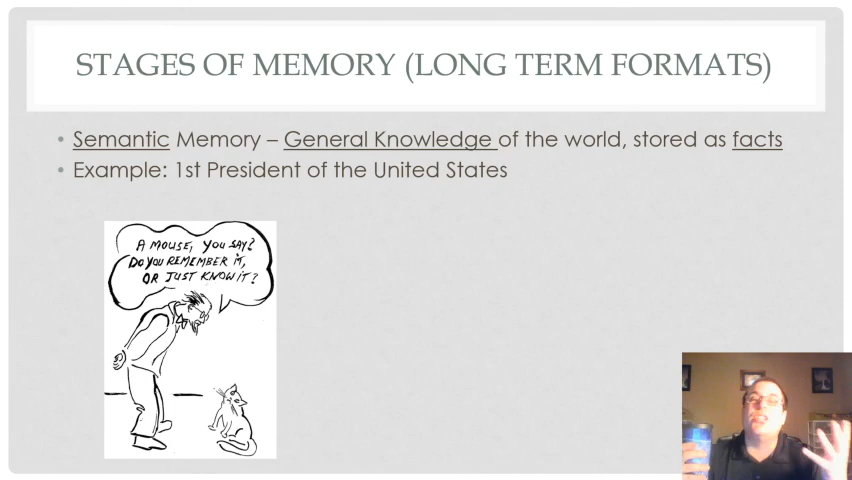 STAGES OF MEMORY (LONG TERM FORMATS)
• Semantic Memory – General Knowledge of the world, stored as facts
• Example: 1st President of the United States
A MOUSE, YOU SAY?
DO YOU REMEMBER IT,
OR JUST KNOW IT?